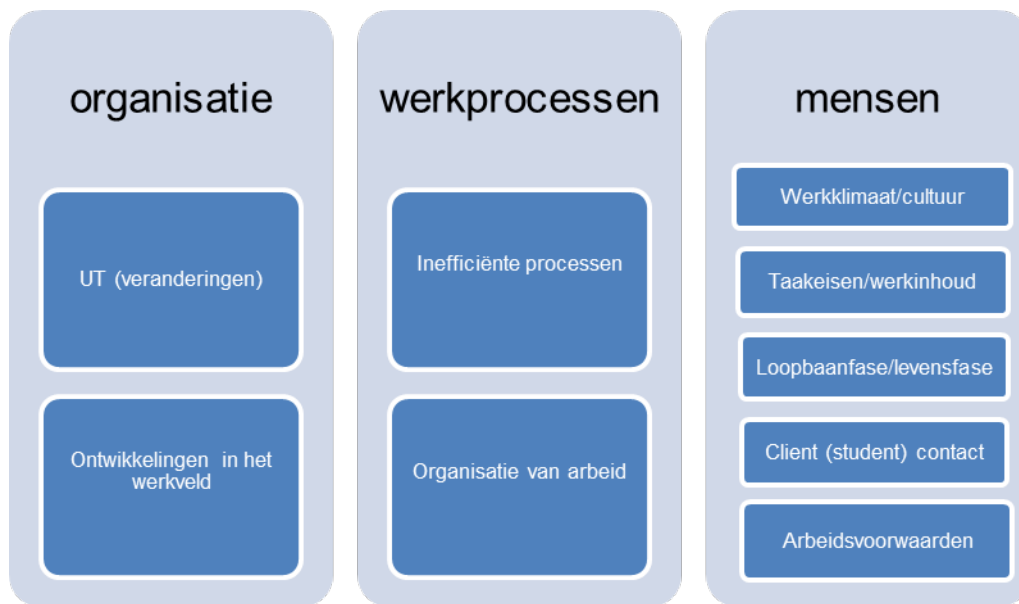 organisatie
UT (veranderingen)
Ontwikkelingen in het
werkveld
werkprocessen
Inefficiënte processen
Organisatie van arbeid
mensen
Werkklimaat/cultuur
Taakeisen/werkinhoud
Loopbaanfase/levensfase
Client (student) contact
Arbeidsvoorwaarden